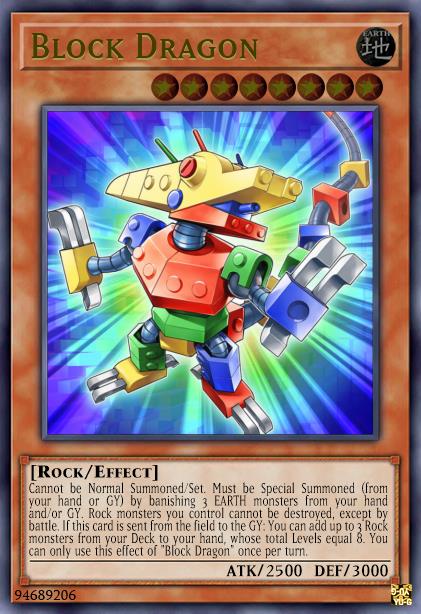 BLOCK DRAGON
EARTH
地
[ROCK/EFFECT]
Cannot be Normal Summoned/Set. Must be Special Summoned (from
your hand or GY) by banishing 3 EARTH monsters from your hand
and/or GY. Rock monsters you control cannot be destroyed, except by
battle. If this card is sent from the field to the GY: You can add up to 3 Rock
monsters from your Deck to your hand, whose total Levels equal 8. You can
only use this effect of "Block Dragon" once per turn.
ATK/2500 DEF/3000
94689206